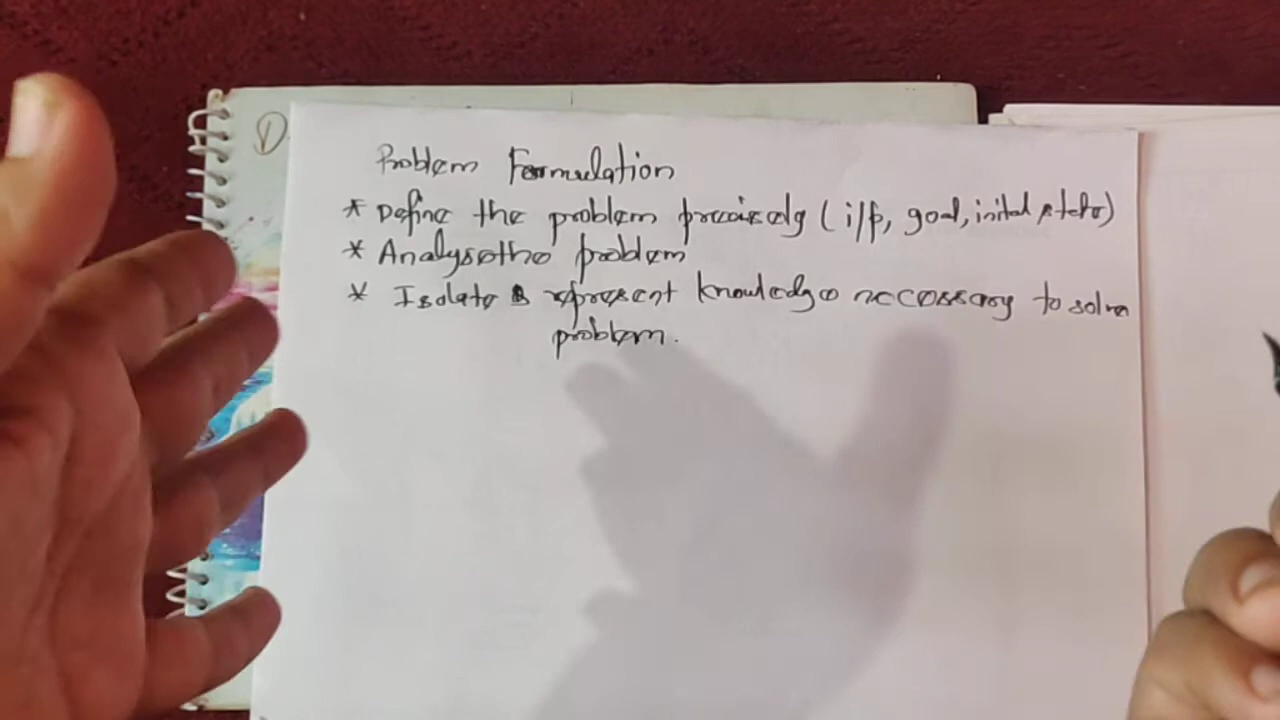 D
Problem Formulation
* Define the problem precisely (i/p, goal, initial state)
* Analyse the problem
* Isolate & represent knowledge necessary to solve
problem.